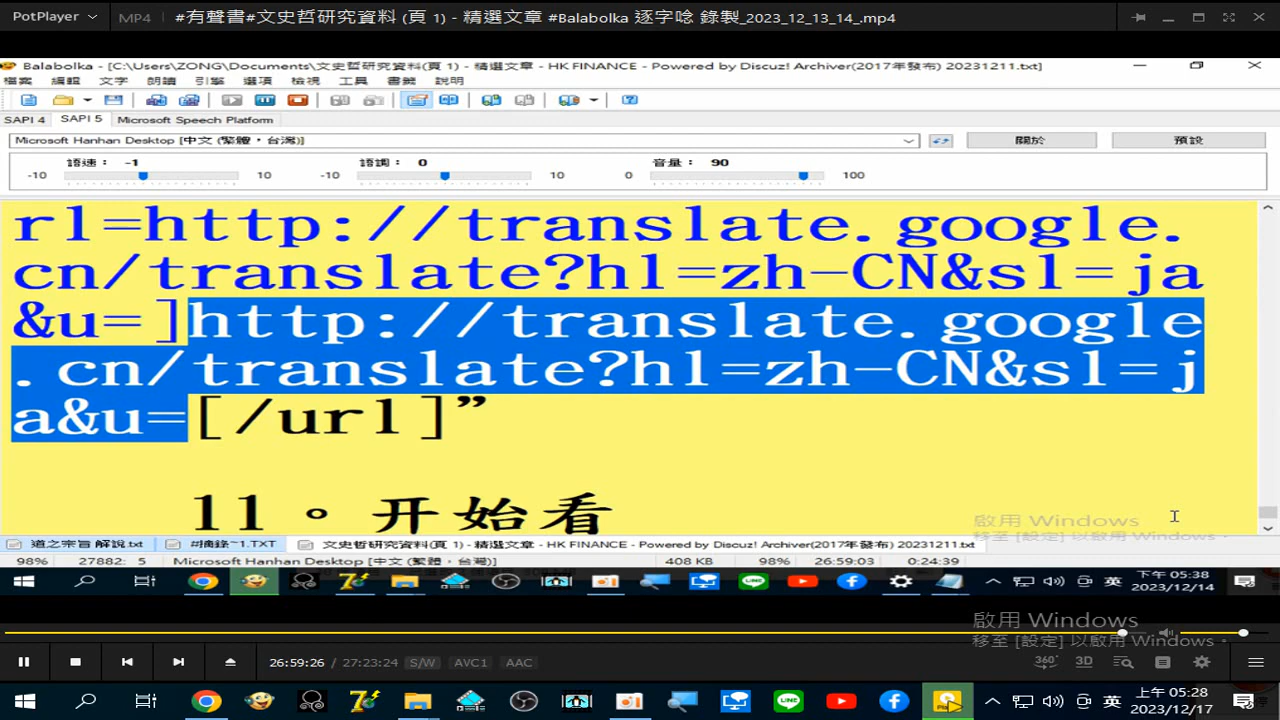 PotPlayer
MP4
#有聲書#文史哲研究資料 (頁 1) - 精選文章 #Balabolka 逐字唸 錄製_2023_12_13_14_.mp4
Balabolka - [C:\Users\ZONG\Documents\文史哲研究資料(頁 1) - 精選文章 - HK FINANCE - Powered by Discuz! Archiver(2017年發布) 20231211.txt]
檔案 編輯 文字 朗讀 引擎 選項 檢視 工具 書籤 說明
SAPI 4 SAPI 5 Microsoft Speech Platform
Microsoft Hanhan Desktop [中文 (繁體，台灣)]
關於 預設
語速： -1 語調： 0 音量： 90
-10 10 -10 10 0 100
rl=http://translate.google.
cn/translate?hl=zh-CN&sl=ja
&u=]http://translate.google
.cn/translate?hl=zh-CN&sl=j
a&u=[/url]”
11。开始看
啟用 Windows
移至 [設定] 以啟用 Windows。
道之宗旨 解說.txt #摘錄~1.TXT 文史哲研究資料(頁 1) - 精選文章 - HK FINANCE - Powered by Discuz! Archiver(2017年發布) 20231211.txt
98% 27882: 5 Microsoft Hanhan Desktop [中文 (繁體，台灣)] 408 KB 98% 26:59:03 0:24:39
英 下午 05:38
2023/12/14
啟用 Windows
移至 [設定] 以啟用 Windows。
26:59:26 / 27:23:24 S/W AVC1 AAC
360° 3D
英 上午 05:28
2023/12/17